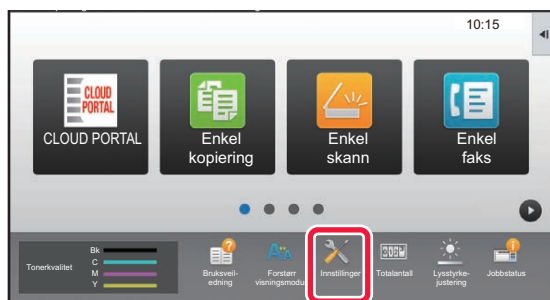 10:15
CLOUD
PORTAL
CLOUD PORTAL
Enkel
kopiering
Enkel
skann
Enkel
faks
Tonerkvalitet
Bk
C
M
Y
Bruksveil-
edning
Forstørr
visningsmodus
Innstillinger
Totalantall
Lysstyrke-
justering
Jobbstatus